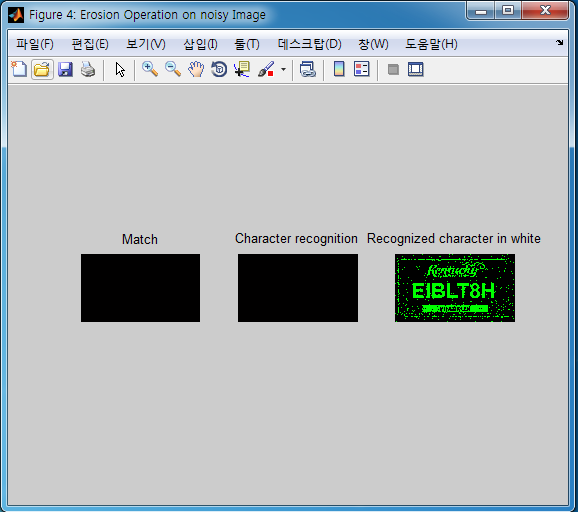 Figure 4: Erosion Operation on noisy Image
파일(F) 편집(E) 보기(V) 삽입(I) 툴(T) 데스크탑(D) 창(W) 도움말(H)
Match
Character recognition
Recognized character in white
Kentucky
EIBLT8H